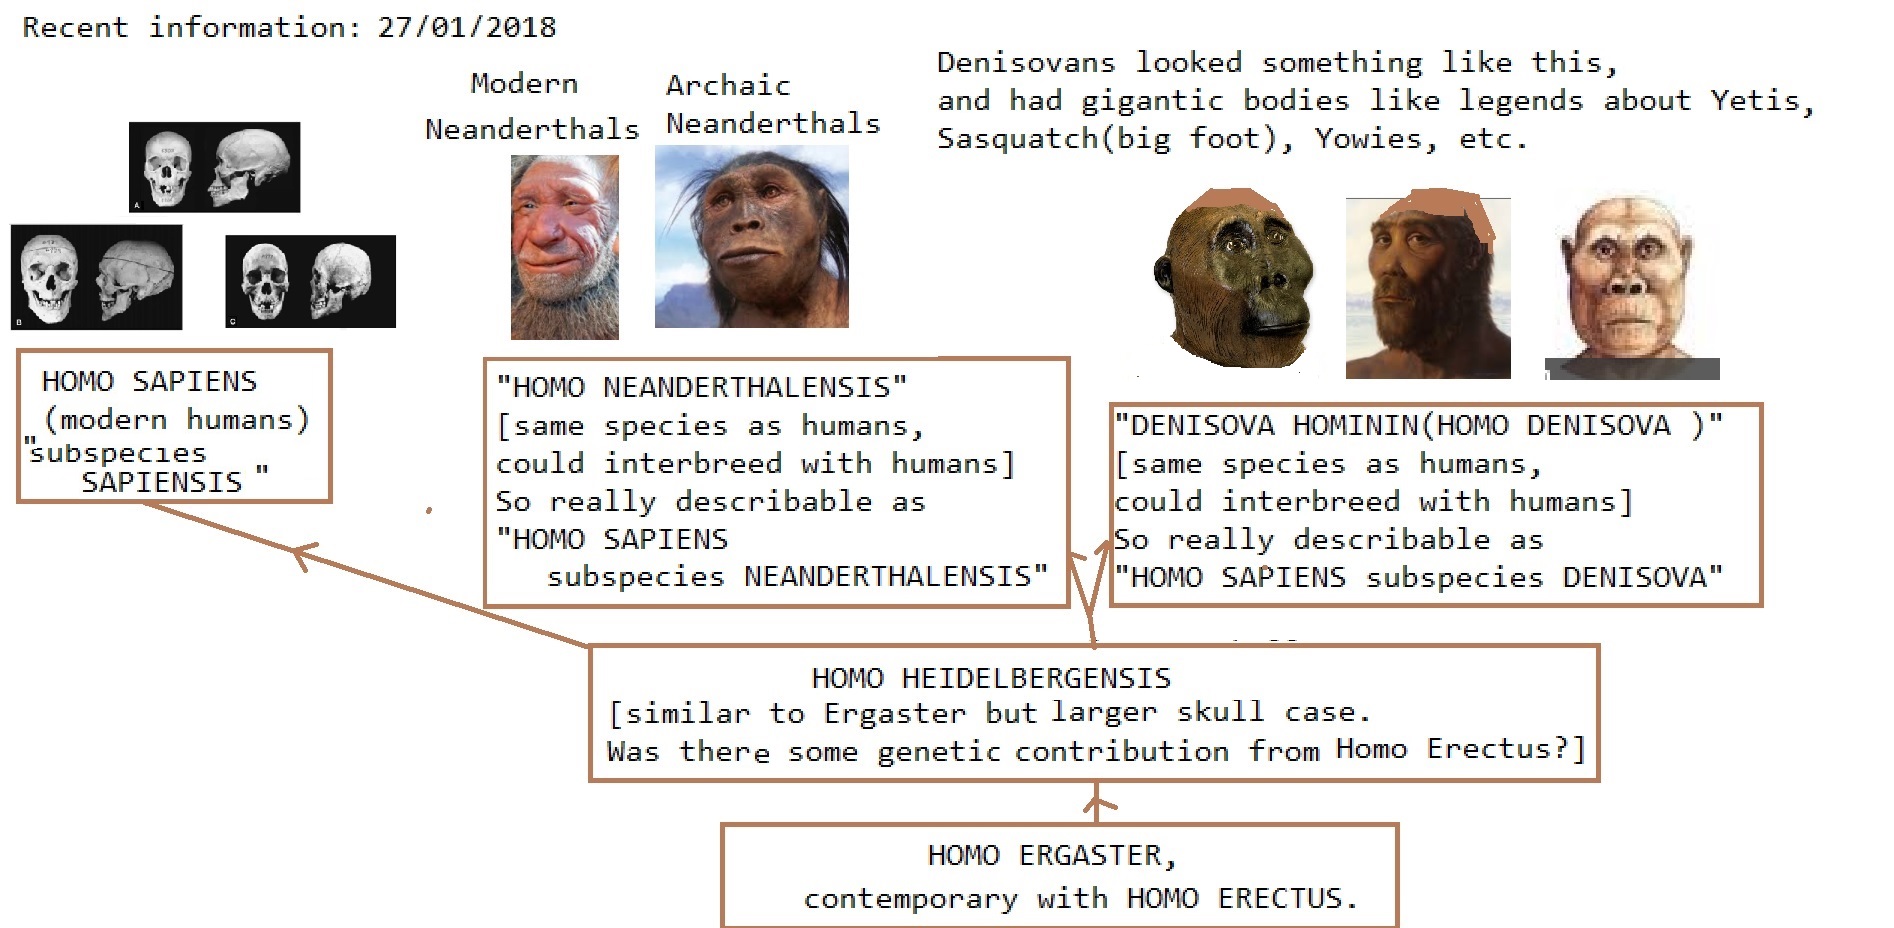 Recent information: 27/01/2018
Modern
Neanderthals
Archaic
Neanderthals
Denisovans looked something like this,
and had gigantic bodies like legends about Yetis,
Sasquatch(big foot), Yowies, etc.
A
B
C
HOMO SAPIENS
(modern humans)
"subspecies
SAPIENSIS "
"HOMO NEANDERTHALENSIS"
[same species as humans,
could interbreed with humans]
So really describable as
"HOMO SAPIENS
subspecies NEANDERTHALENSIS"
"DENISOVA HOMININ(HOMO DENISOVA )"
[same species as humans,
could interbreed with humans]
So really describable as
"HOMO SAPIENS subspecies DENISOVA"
HOMO HEIDELBERGENSIS
[similar to Ergaster but larger skull case.
Was there some genetic contribution from Homo Erectus?]
HOMO ERGASTER,
contemporary with HOMO ERECTUS.